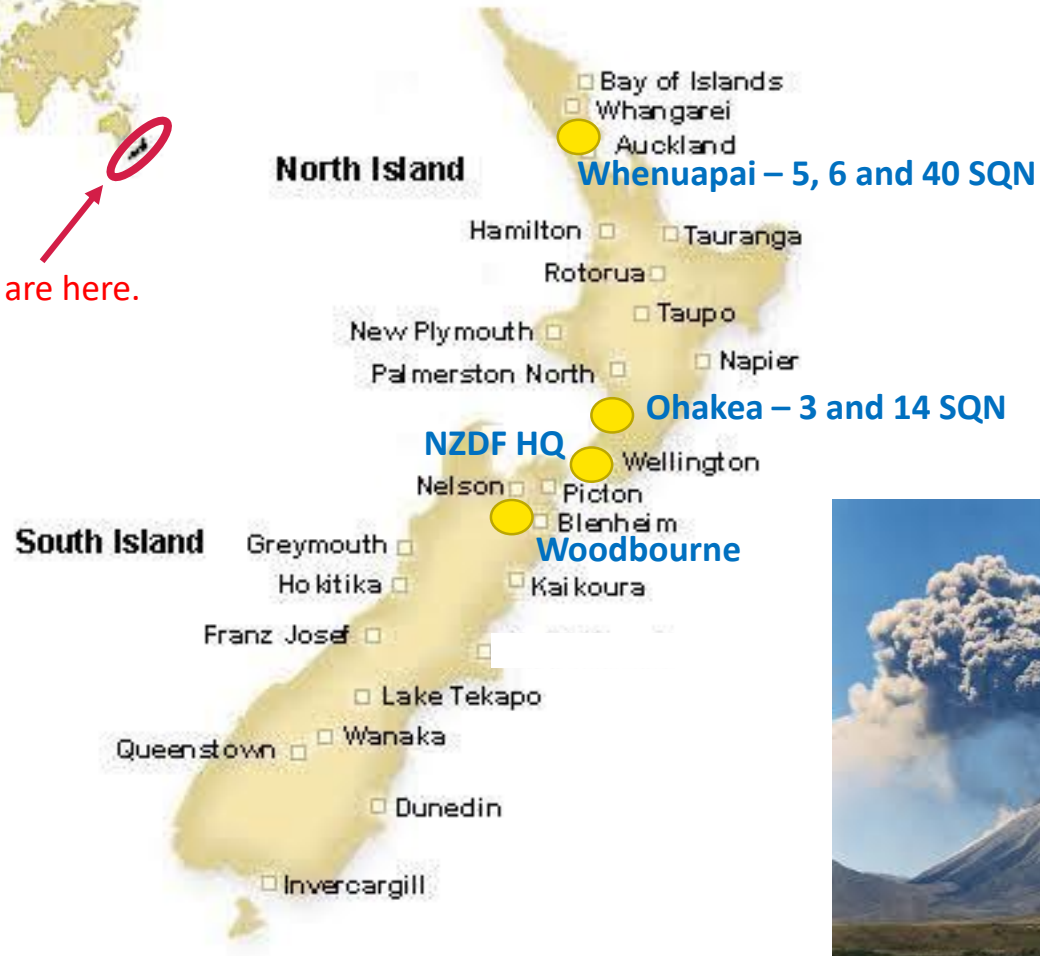 Bay of Islands
Whangarei
Auckland
North Island
Whenuapai – 5, 6 and 40 SQN
Hamilton
Tauranga
Rotorua
are here.
Taupo
New Plymouth
Napier
Palmerston North
Ohakea – 3 and 14 SQN
NZDF HQ
Wellington
Nelson
Picton
Blenheim
South Island
Greymouth
Woodbourne
Hokitika
Kaikoura
Franz Josef
Lake Tekapo
Wanaka
Queenstown
Dunedin
Invercargill